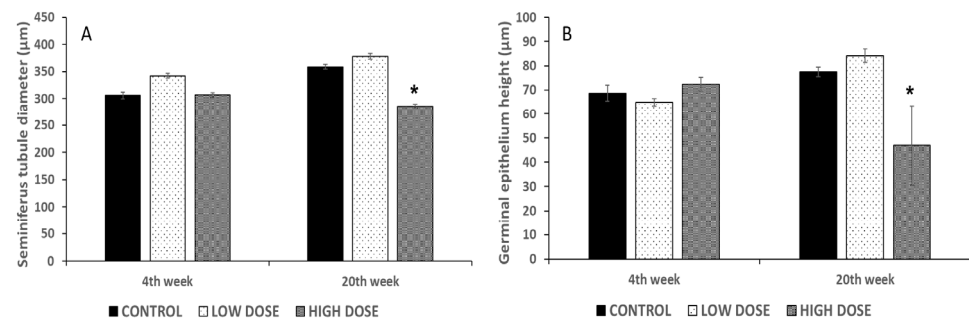 A
Seminiferus tubule diameter (µm)
450
400
350
300
250
200
150
100
50
0
*
4th week 20th week
CONTROL LOW DOSE HIGH DOSE
B
Germinal epithelium height (µm)
100
90
80
70
60
50
40
30
20
10
0
*
4th week 20th week
CONTROL LOW DOSE HIGH DOSE